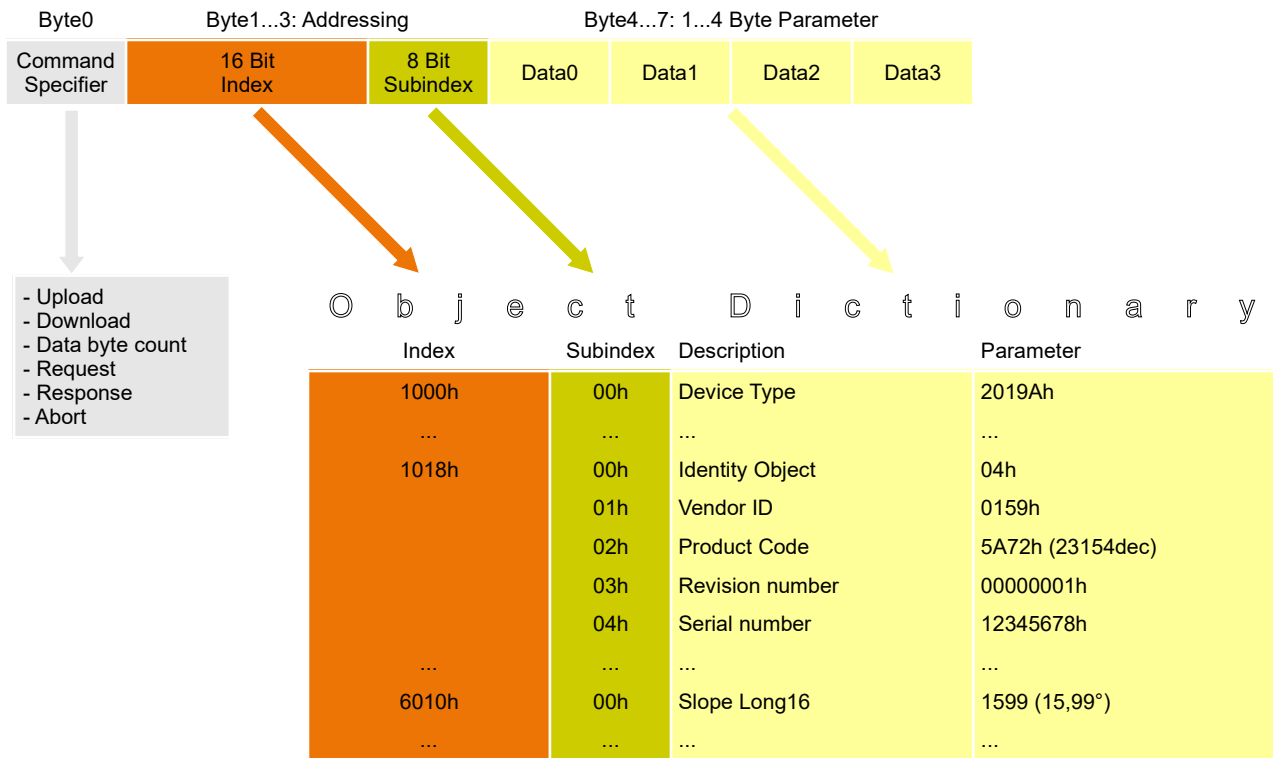 Byte0 Byte1...3: Addressing Byte4...7: 1...4 Byte Parameter
Command Specifier 16 Bit Index 8 Bit Subindex Data0 Data1 Data2 Data3
- Upload
- Download
- Data byte count
- Request
- Response
- Abort
Object Dictionary
Index Subindex Description Parameter
1000h 00h Device Type 2019Ah
... ... ... ...
1018h 00h Identity Object 04h
01h Vendor ID 0159h
02h Product Code 5A72h (23154dec)
03h Revision number 00000001h
04h Serial number 12345678h
... ... ... ...
6010h 00h Slope Long16 1599 (15,99°)
... ... ... ...